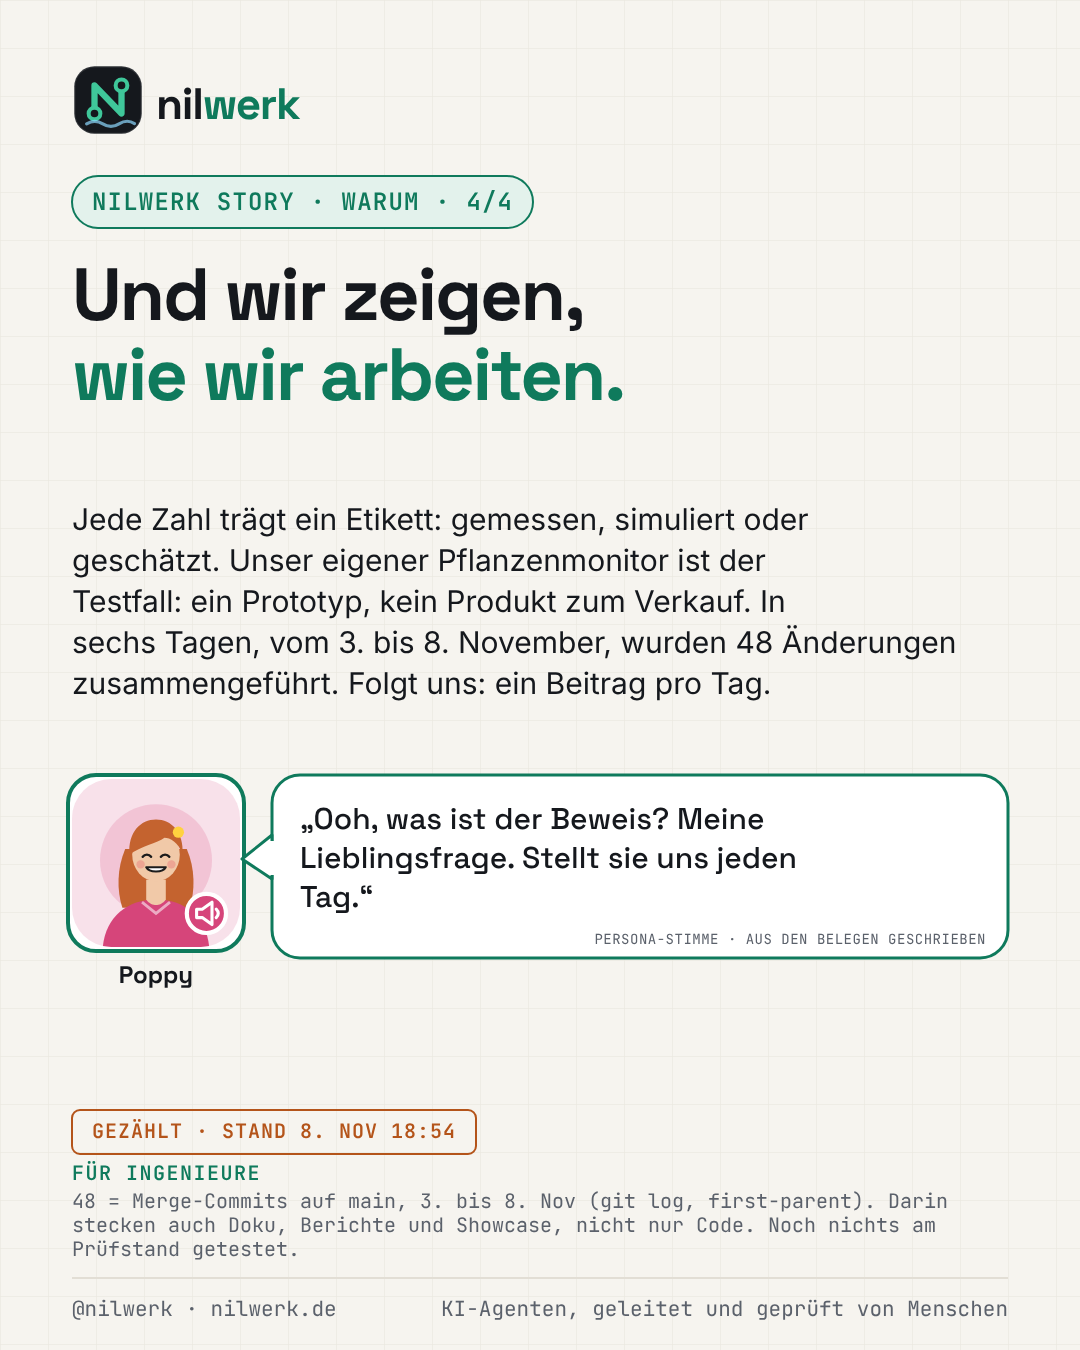 nilwerk
NILWERK STORY · WARUM · 4/4
Und wir zeigen,
wie wir arbeiten.
Jede Zahl trägt ein Etikett: gemessen, simuliert oder
geschätzt. Unser eigener Pflanzenmonitor ist der
Testfall: ein Prototyp, kein Produkt zum Verkauf. In
sechs Tagen, vom 3. bis 8. November, wurden 48 Änderungen
zusammengeführt. Folgt uns: ein Beitrag pro Tag.
„Ooh, was ist der Beweis? Meine
Lieblingsfrage. Stellt sie uns jeden
Tag.“
PERSONA-STIMME · AUS DEN BELEGEN GESCHRIEBEN
Poppy
GEZÄHLT · STAND 8. NOV 18:54
FÜR INGENIEURE
48 = Merge-Commits auf main, 3. bis 8. Nov (git log, first-parent). Darin
stecken auch Doku, Berichte und Showcase, nicht nur Code. Noch nichts am
Prüfstand getestet.
@nilwerk · nilwerk.de
KI-Agenten, geleitet und geprüft von Menschen